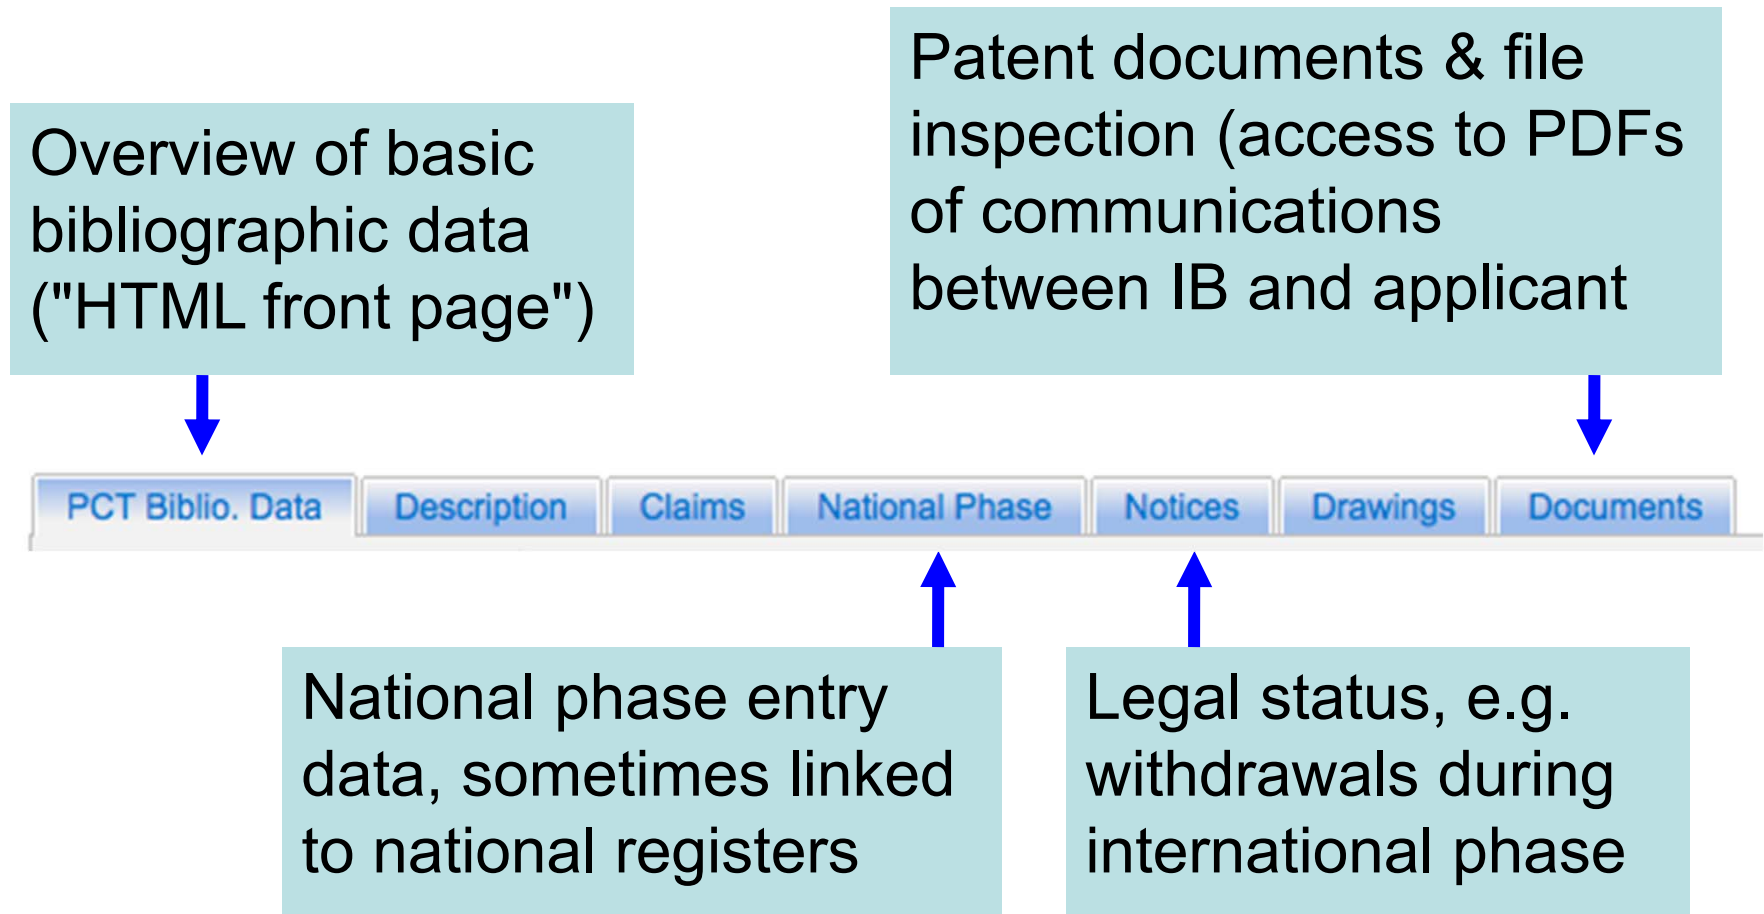 Overview of basic
bibliographic data
("HTML front page")
Patent documents & file
inspection (access to PDFs
of communications
between IB and applicant
PCT Biblio. Data Description Claims National Phase Notices Drawings Documents
National phase entry
data, sometimes linked
to national registers
Legal status, e.g.
withdrawals during
international phase